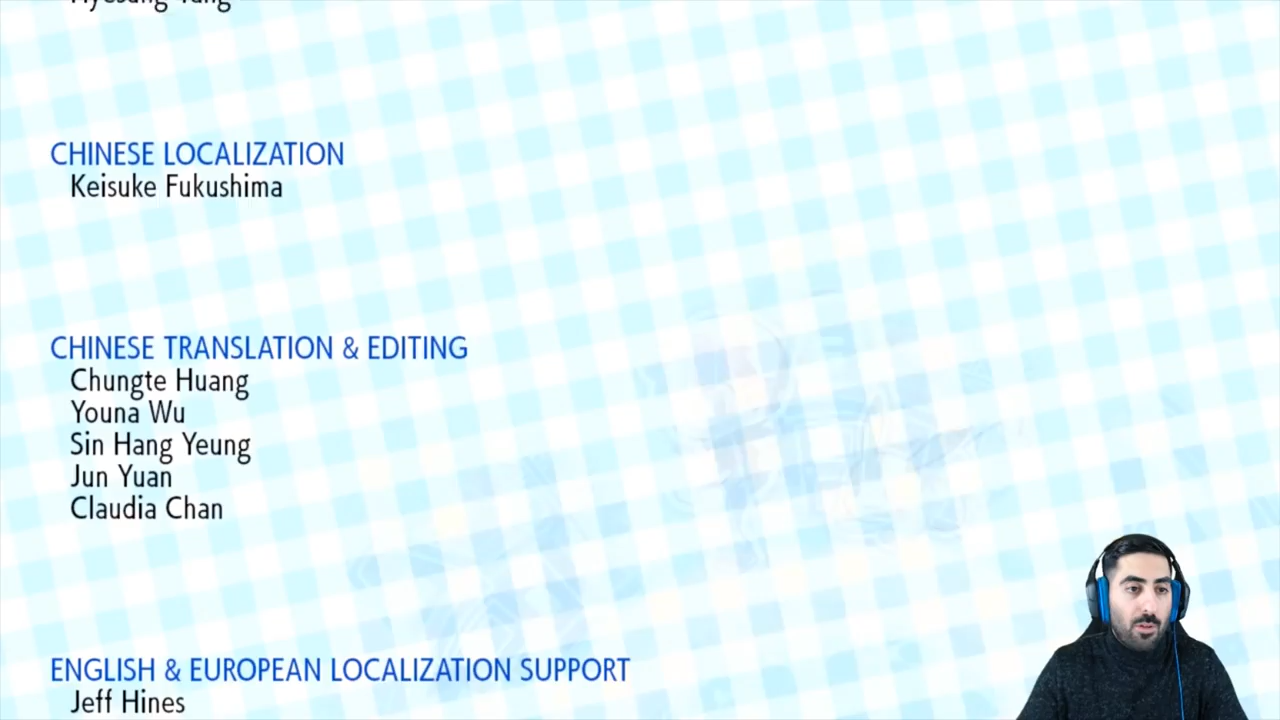 CHINESE LOCALIZATION
Keisuke Fukushima
CHINESE TRANSLATION & EDITING
Chungte Huang
Youna Wu
Sin Hang Yeung
Jun Yuan
Claudia Chan
ENGLISH & EUROPEAN LOCALIZATION SUPPORT
Jeff Hines